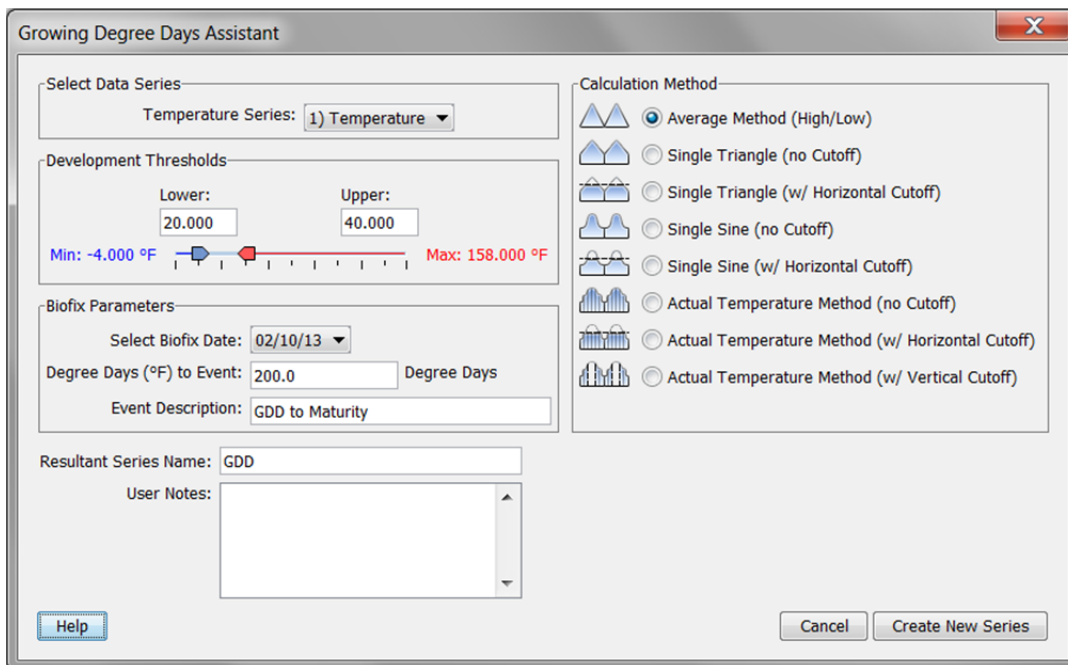 Growing Degree Days Assistant
Select Data Series
Temperature Series: 1) Temperature
Development Thresholds
Lower: Upper:
20.000 40.000
Min: -4.000 ºF Max: 158.000 ºF
Biofix Parameters
Select Biofix Date: 02/10/13
Degree Days (ºF) to Event: 200.0 Degree Days
Event Description: GDD to Maturity
Resultant Series Name: GDD
User Notes:
Calculation Method
Average Method (High/Low)
Single Triangle (no Cutoff)
Single Triangle (w/ Horizontal Cutoff)
Single Sine (no Cutoff)
Single Sine (w/ Horizontal Cutoff)
Actual Temperature Method (no Cutoff)
Actual Temperature Method (w/ Horizontal Cutoff)
Actual Temperature Method (w/ Vertical Cutoff)
Help Cancel Create New Series